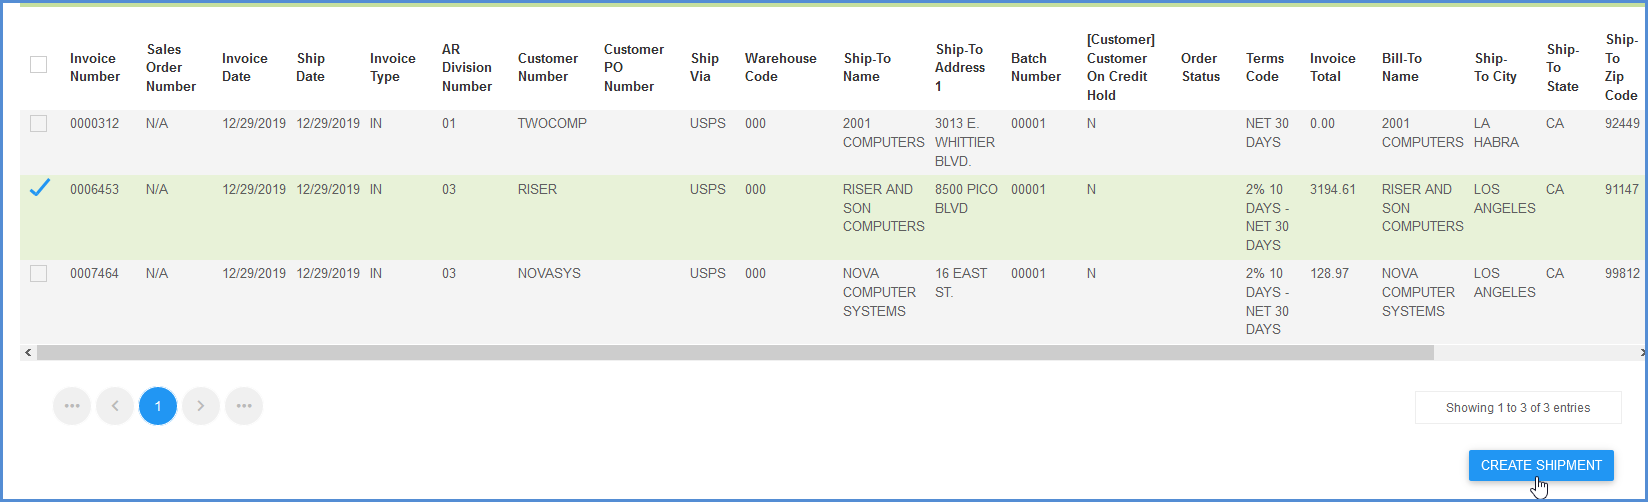 Invoice Number Sales Order Number Invoice Date Ship Date Invoice Type AR Division Number Customer Number Customer PO Number Ship Via Warehouse Code Ship-To Name Ship-To Address 1 Batch Number [Customer] Customer On Credit Hold Order Status Terms Code Invoice Total Bill-To Name Ship-To City Ship-To State Ship-To Zip Code
0000312 N/A 12/29/2019 12/29/2019 IN 01 TWOCOMP USPS 000 2001 COMPUTERS 3013 E. WHITTIER BLVD. 00001 N NET 30 DAYS 0.00 2001 COMPUTERS LA HABRA CA 92449
0006453 N/A 12/29/2019 12/29/2019 IN 03 RISER USPS 000 RISER AND SON COMPUTERS 8500 PICO BLVD 00001 N 2% 10 DAYS - NET 30 DAYS 3194.61 RISER AND SON COMPUTERS LOS ANGELES CA 91147
0007464 N/A 12/29/2019 12/29/2019 IN 03 NOVASYS USPS 000 NOVA COMPUTER SYSTEMS 16 EAST ST. 00001 N 2% 10 DAYS - NET 30 DAYS 128.97 NOVA COMPUTER SYSTEMS LOS ANGELES CA 99812
1
Showing 1 to 3 of 3 entries
CREATE SHIPMENT